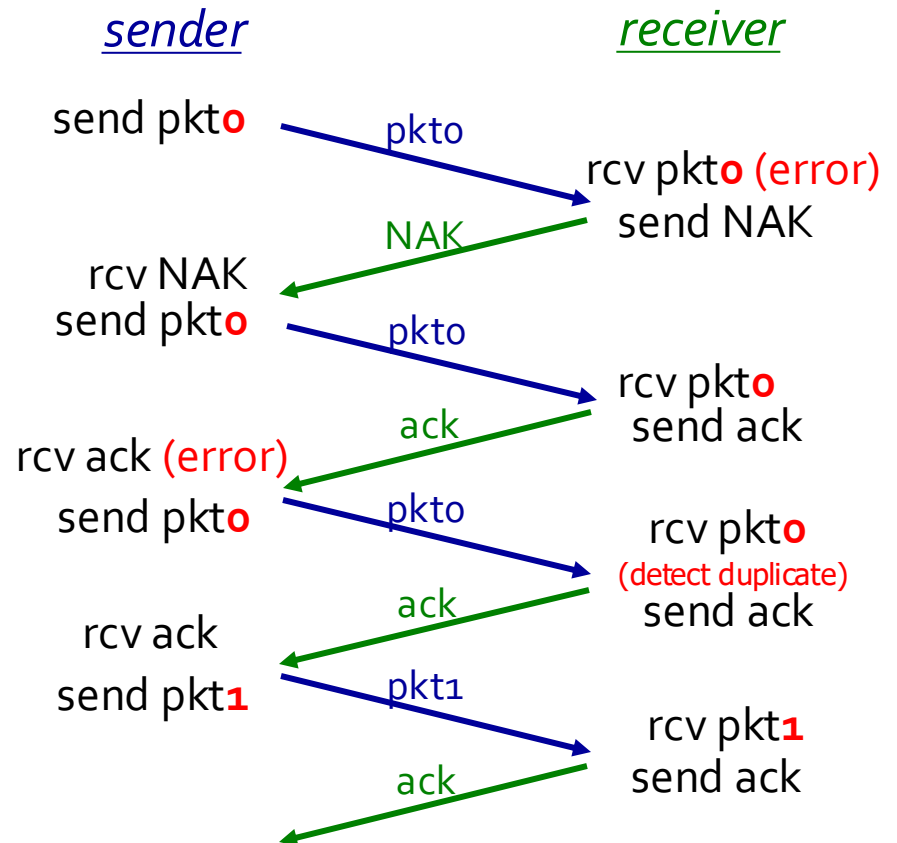 sender
receiver
send pkt0
pkt0
rcv pkt0 (error)
send NAK
NAK
rcv NAK
send pkt0
pkt0
rcv pkt0
send ack
ack
rcv ack (error)
send pkt0
pkt0
rcv pkt0
(detect duplicate)
send ack
ack
rcv ack
send pkt1
pkt1
rcv pkt1
send ack
ack